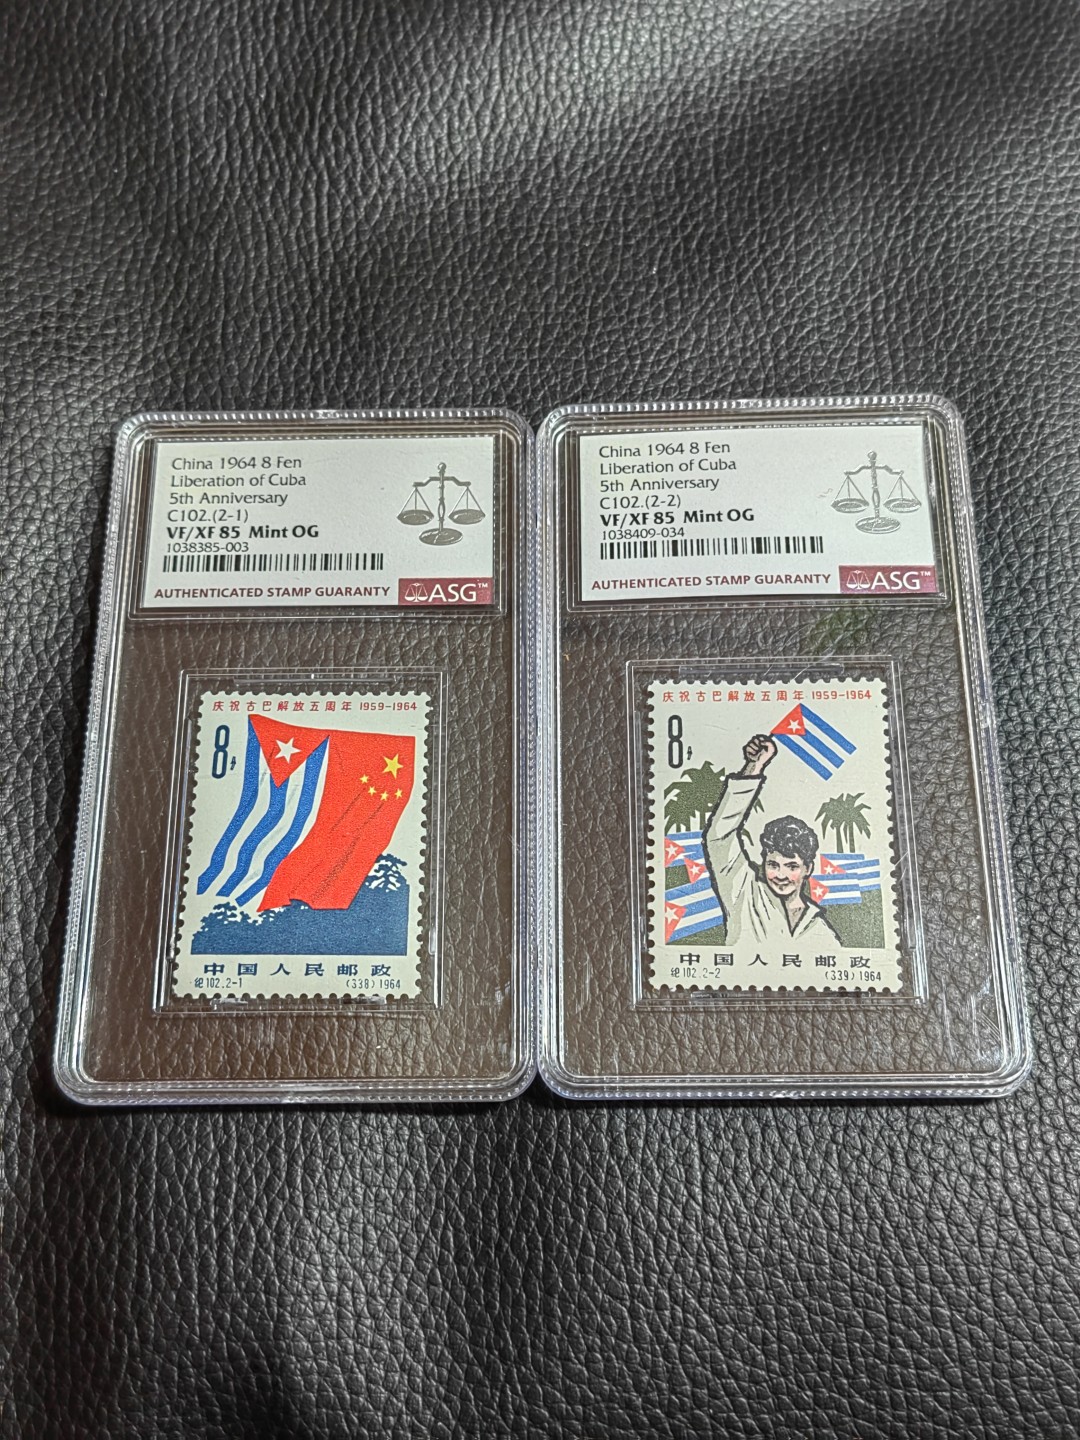 China 1964 8 Fen
Liberation of Cuba
5th Anniversary
C102.(2-1)
VF/XF 85 Mint OG
1038385-003
AUTHENTICATED STAMP GUARANTY
ASG™
庆祝古巴解放五周年 1959-1964
8分
中国人民邮政
纪102.2-1
(338)1964
China 1964 8 Fen
Liberation of Cuba
5th Anniversary
C102.(2-2)
VF/XF 85 Mint OG
1038409-034
AUTHENTICATED STAMP GUARANTY
ASG™
庆祝古巴解放五周年 1959-1964
8分
中国人民邮政
纪102.2-2
(339)1964